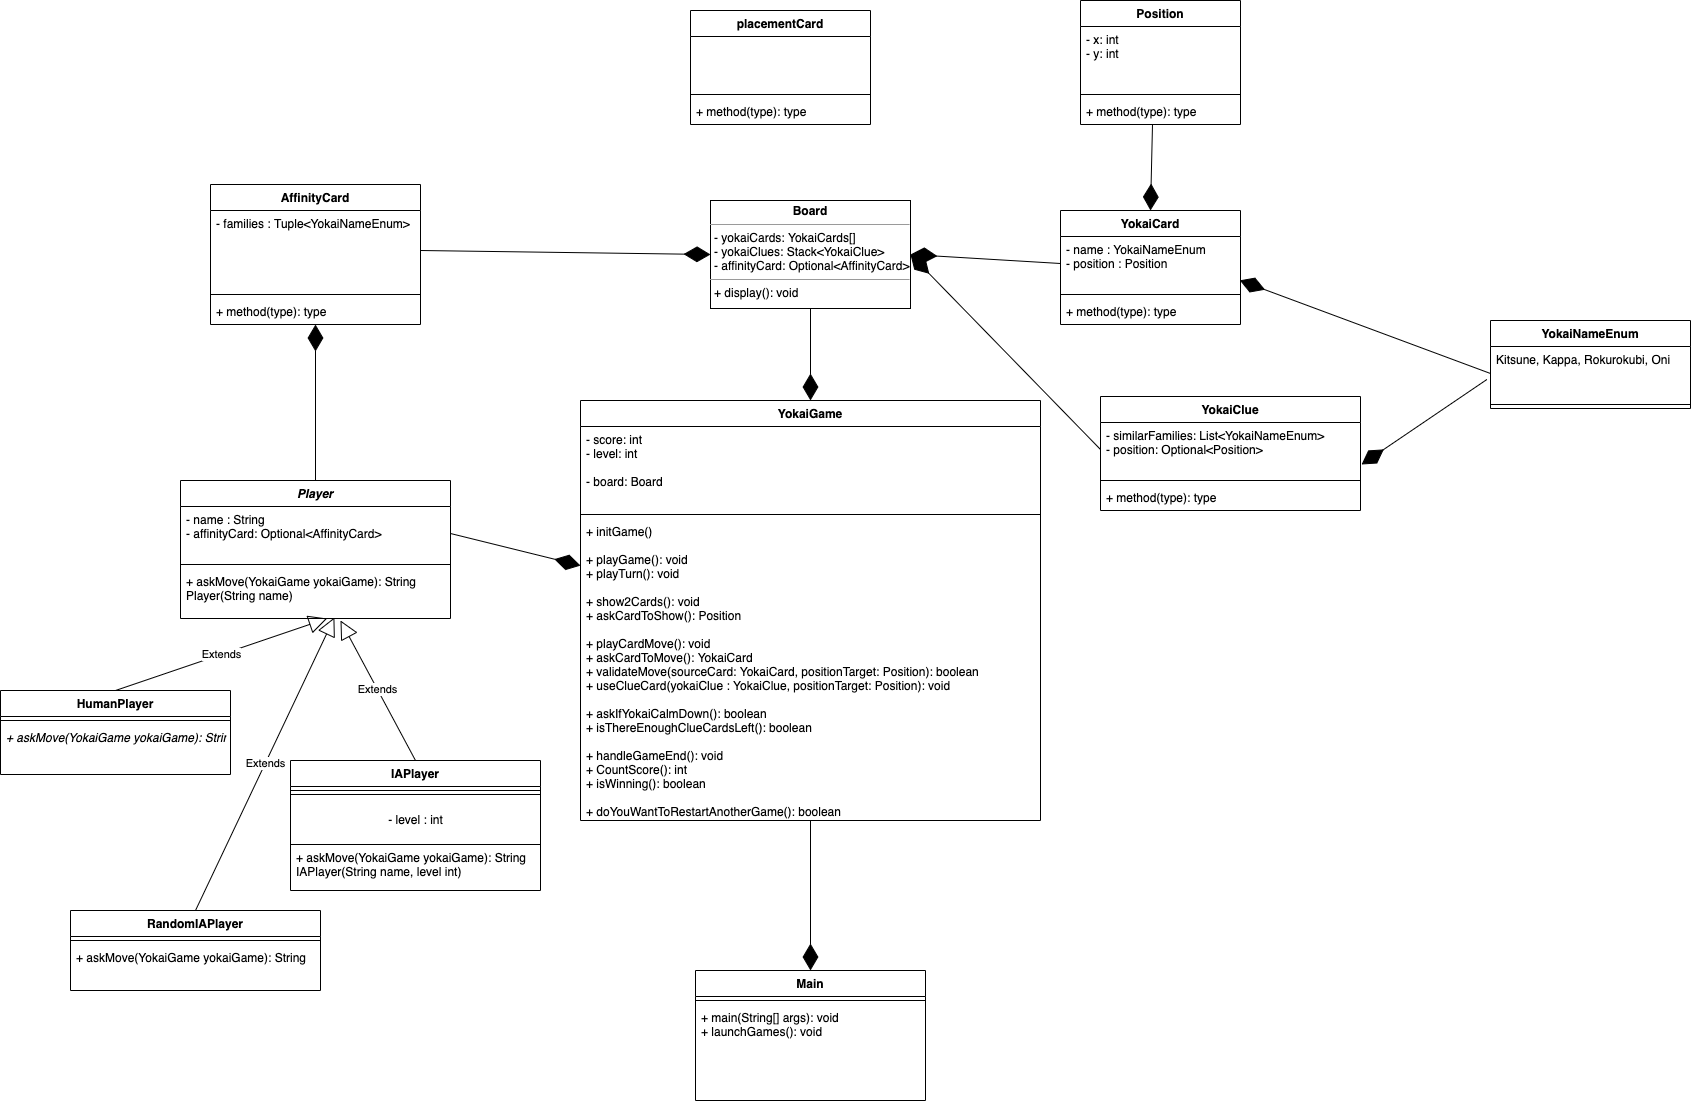 placementCard
+ method(type): type
Position
- x: int
- y: int
+ method(type): type
AffinityCard
- families : Tuple<YokaiNameEnum>
+ method(type): type
Board
- yokaiCards: YokaiCards[]
- yokaiClues: Stack<YokaiClue>
- affinityCard: Optional<AffinityCard>
+ display(): void
YokaiCard
- name : YokaiNameEnum
- position : Position
+ method(type): type
YokaiNameEnum
Kitsune, Kappa, Rokurokubi, Oni
YokaiClue
- similarFamilies: List<YokaiNameEnum>
- position: Optional<Position>
+ method(type): type
YokaiGame
- score: int
- level: int
- board: Board
+ initGame()
+ playGame(): void
+ playTurn(): void
+ show2Cards(): void
+ askCardToShow(): Position
+ playCardMove(): void
+ askCardToMove(): YokaiCard
+ validateMove(sourceCard: YokaiCard, positionTarget: Position): boolean
+ useClueCard(yokaiClue : YokaiClue, positionTarget: Position): void
+ askIfYokaiCalmDown(): boolean
+ isThereEnoughClueCardsLeft(): boolean
+ handleGameEnd(): void
+ CountScore(): int
+ isWinning(): boolean
+ doYouWantToRestartAnotherGame(): boolean
Player
- name : String
- affinityCard: Optional<AffinityCard>
+ askMove(YokaiGame yokaiGame): String
Player(String name)
Extends
Extends
Extends
HumanPlayer
+ askMove(YokaiGame yokaiGame): Strin
IAPlayer
- level : int
+ askMove(YokaiGame yokaiGame): String
IAPlayer(String name, level int)
RandomIAPlayer
+ askMove(YokaiGame yokaiGame): String
Main
+ main(String[] args): void
+ launchGames(): void